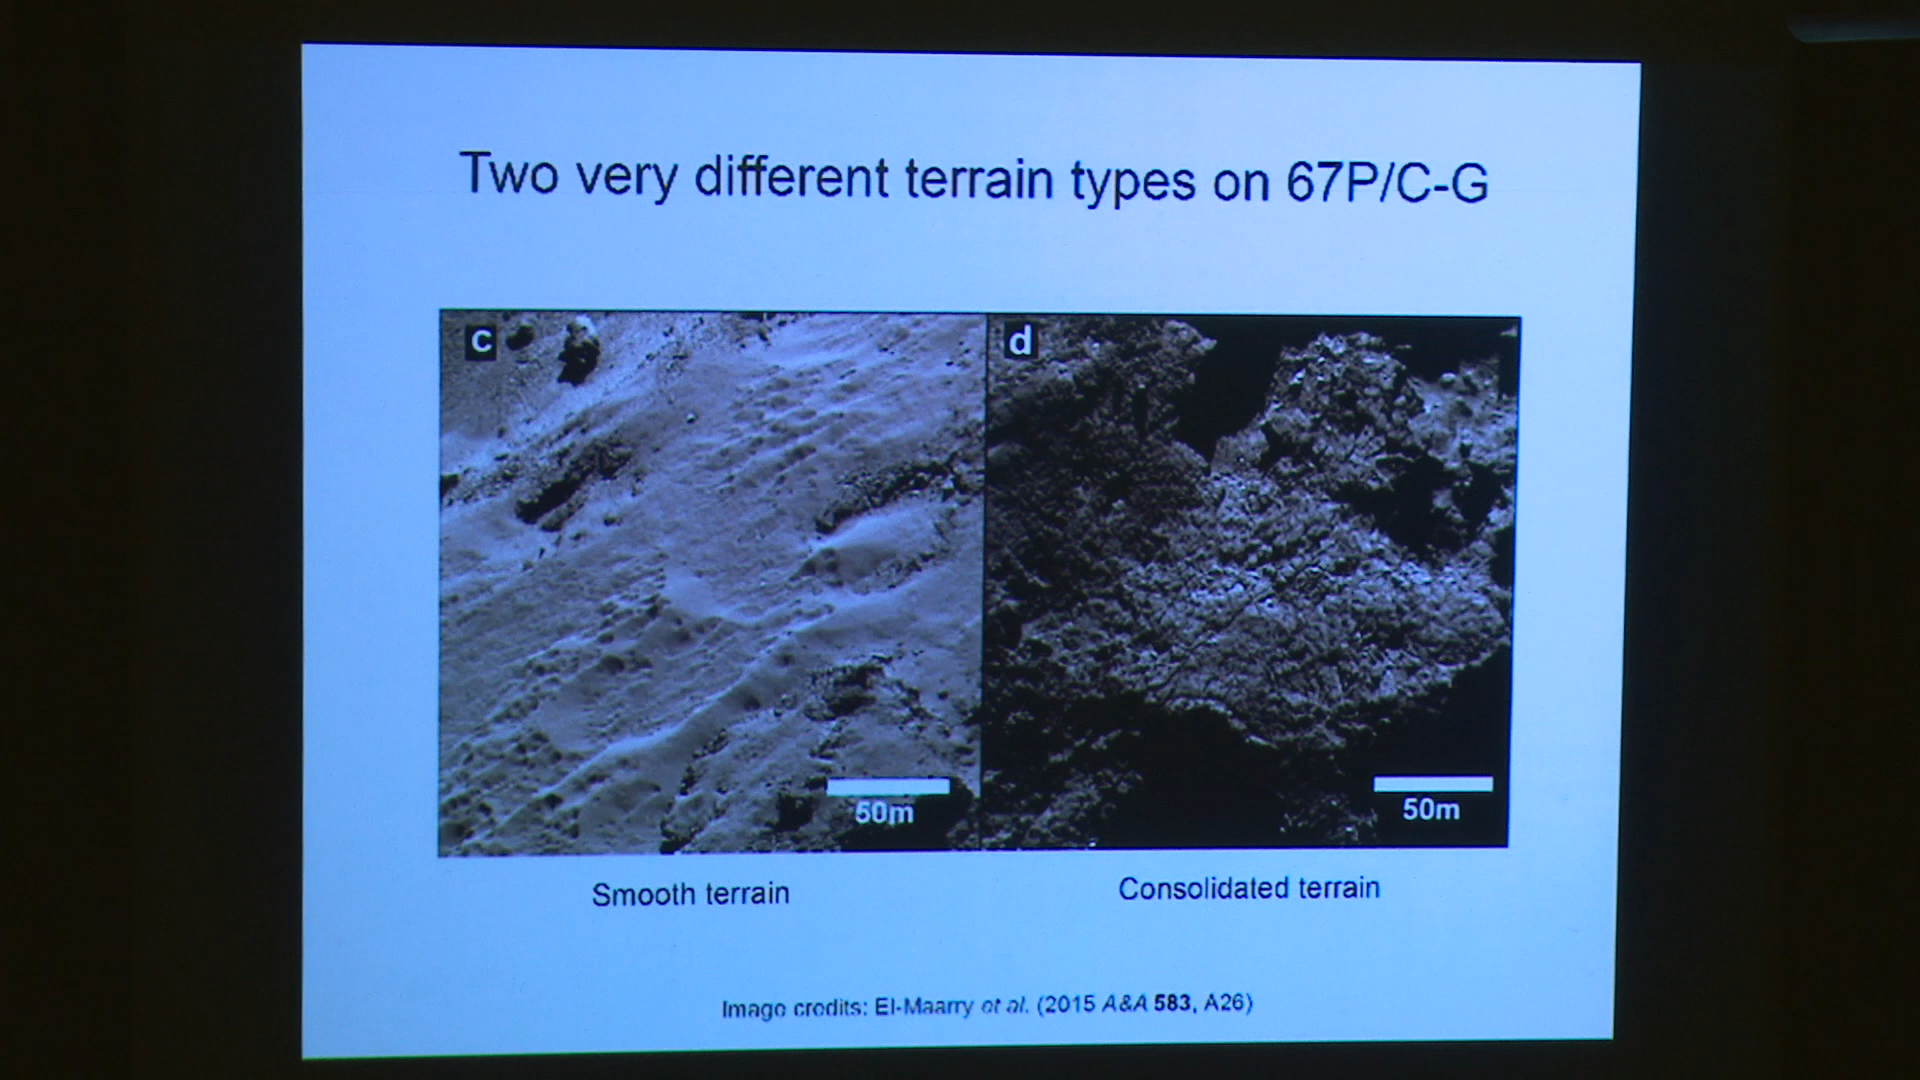 Two very different terrain types on 67P/C-G
c
d
50m
50m
Smooth terrain
Consolidated terrain
Image credits: El-Maarry et al. (2015 A&A 583, A26)